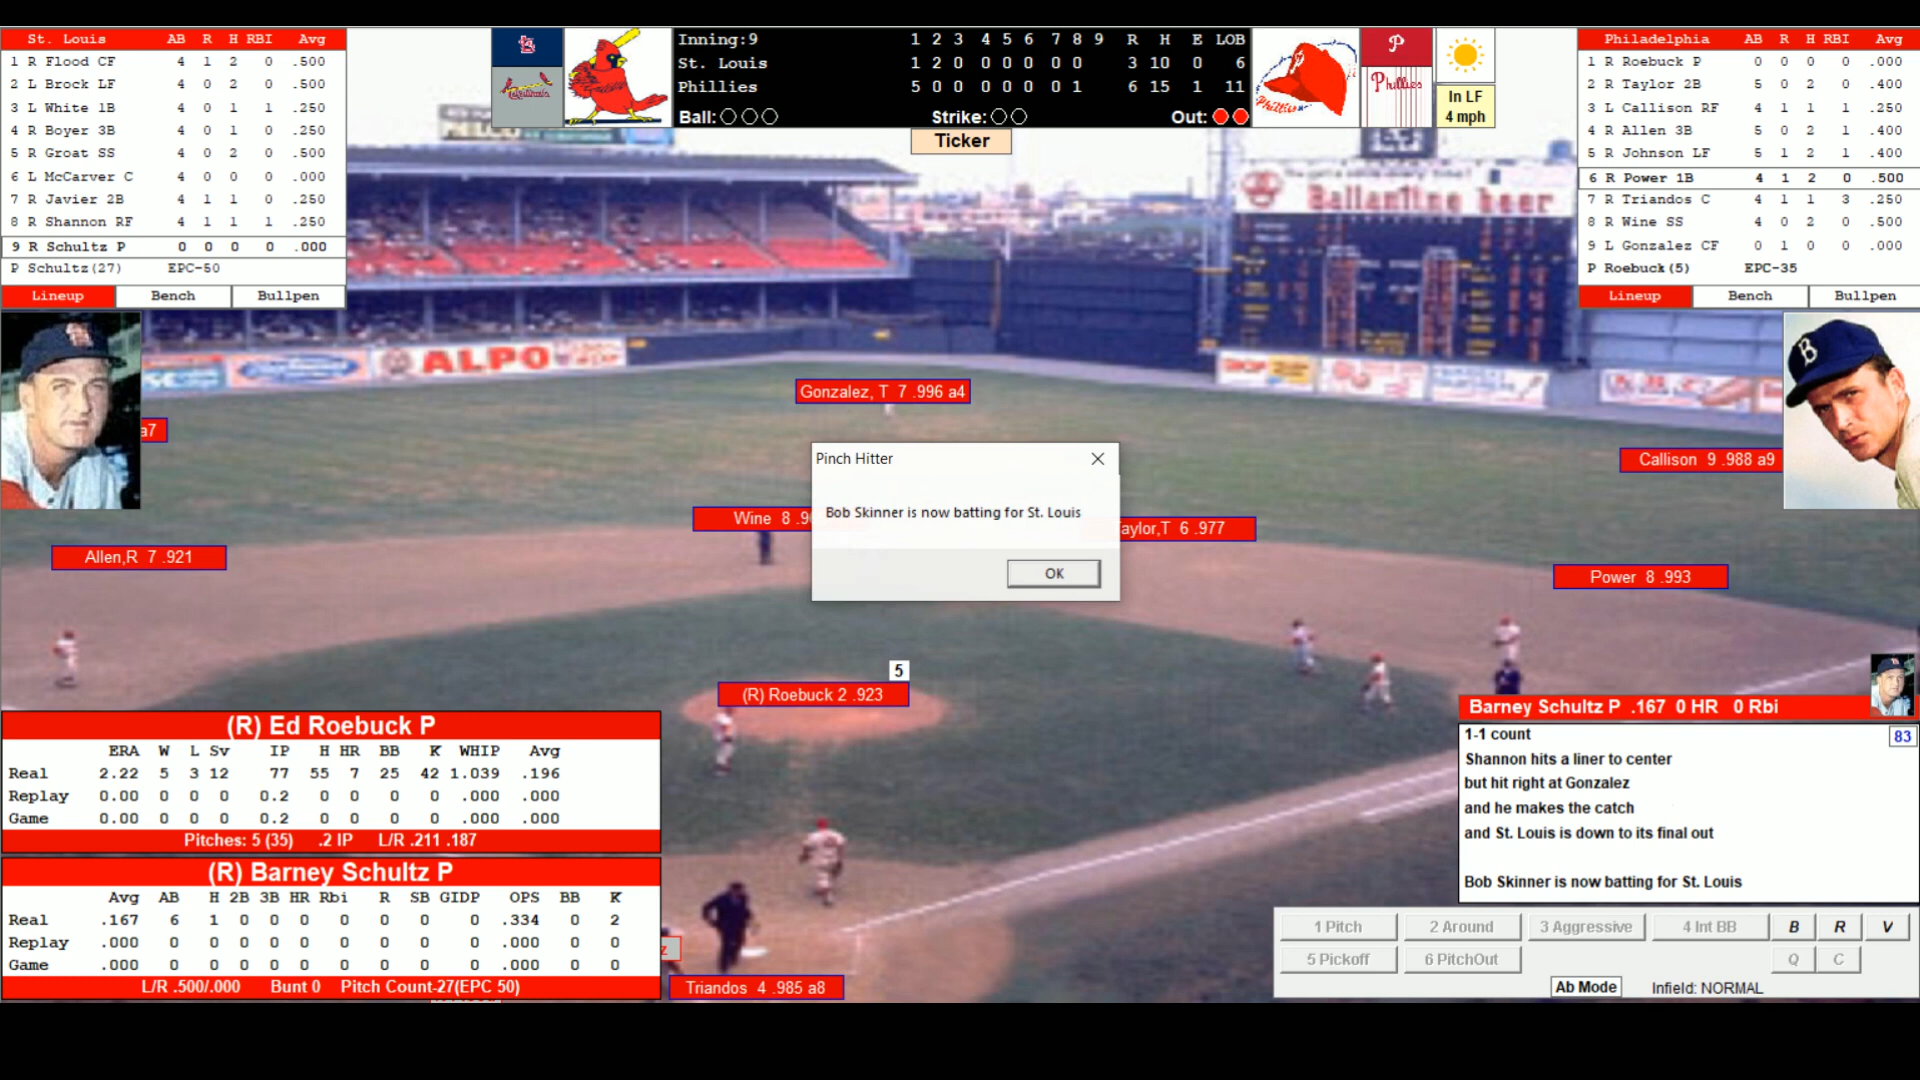 St. Louis AB R H RBI Avg
1 R Flood CF 4 1 2 0 .500
2 L Brock LF 4 0 2 0 .500
3 L White 1B 4 0 1 1 .250
4 R Boyer 3B 4 0 1 0 .250
5 R Groat SS 4 0 2 0 .500
6 L McCarver C 4 0 0 0 .000
7 R Javier 2B 4 1 1 0 .250
8 R Shannon RF 4 1 1 1 .250
9 R Schultz P 0 0 0 0 .000
P Schultz(27) EPC-50
Lineup Bench Bullpen
Inning:9 1 2 3 4 5 6 7 8 9 R H E LOB
St. Louis 1 2 0 0 0 0 0 0 3 10 0 6
Phillies 5 0 0 0 0 0 0 1 6 15 1 11
Ball: Strike: Out:
Ticker
Cardinals
Phillies
P
Phillies
In LF
4 mph
Philadelphia AB R H RBI Avg
1 R Roebuck P 0 0 0 0 .000
2 R Taylor 2B 5 0 2 0 .400
3 L Callison RF 4 1 1 1 .250
4 R Allen 3B 5 0 2 1 .400
5 R Johnson LF 5 1 2 1 .400
6 R Power 1B 4 1 2 0 .500
7 R Triandos C 4 1 1 3 .250
8 R Wine SS 4 0 2 0 .500
9 L Gonzalez CF 0 1 0 0 .000
P Roebuck(5) EPC-35
Lineup Bench Bullpen
Ballantine beer
ALPO
B
Gonzalez, T 7 .996 a4
a7
Callison 9 .988 a9
Pinch Hitter
Bob Skinner is now batting for St. Louis
OK
Wine 8 .9
aylor,T 6 .977
Allen,R 7 .921
Power 8 .993
5
(R) Roebuck 2 .923
Triandos 4 .985 a8
z
(R) Ed Roebuck P
ERA W L Sv IP H HR BB K WHIP Avg
Real 2.22 5 3 12 77 55 7 25 42 1.039 .196
Replay 0.00 0 0 0 0.2 0 0 0 0 .000 .000
Game 0.00 0 0 0 0.2 0 0 0 0 .000 .000
Pitches: 5 (35) .2 IP L/R .211 .187
(R) Barney Schultz P
Avg AB H 2B 3B HR Rbi R SB GIDP OPS BB K
Real .167 6 1 0 0 0 0 0 0 0 .334 0 2
Replay .000 0 0 0 0 0 0 0 0 0 .000 0 0
Game .000 0 0 0 0 0 0 0 0 0 .000 0 0
L/R .500/.000 Bunt 0 Pitch Count-27(EPC 50)
Barney Schultz P .167 0 HR 0 Rbi
1-1 count 83
Shannon hits a liner to center
but hit right at Gonzalez
and he makes the catch
and St. Louis is down to its final out
Bob Skinner is now batting for St. Louis
1 Pitch 2 Around 3 Aggressive 4 Int BB B R V
5 Pickoff 6 PitchOut Q C
Ab Mode Infield: NORMAL